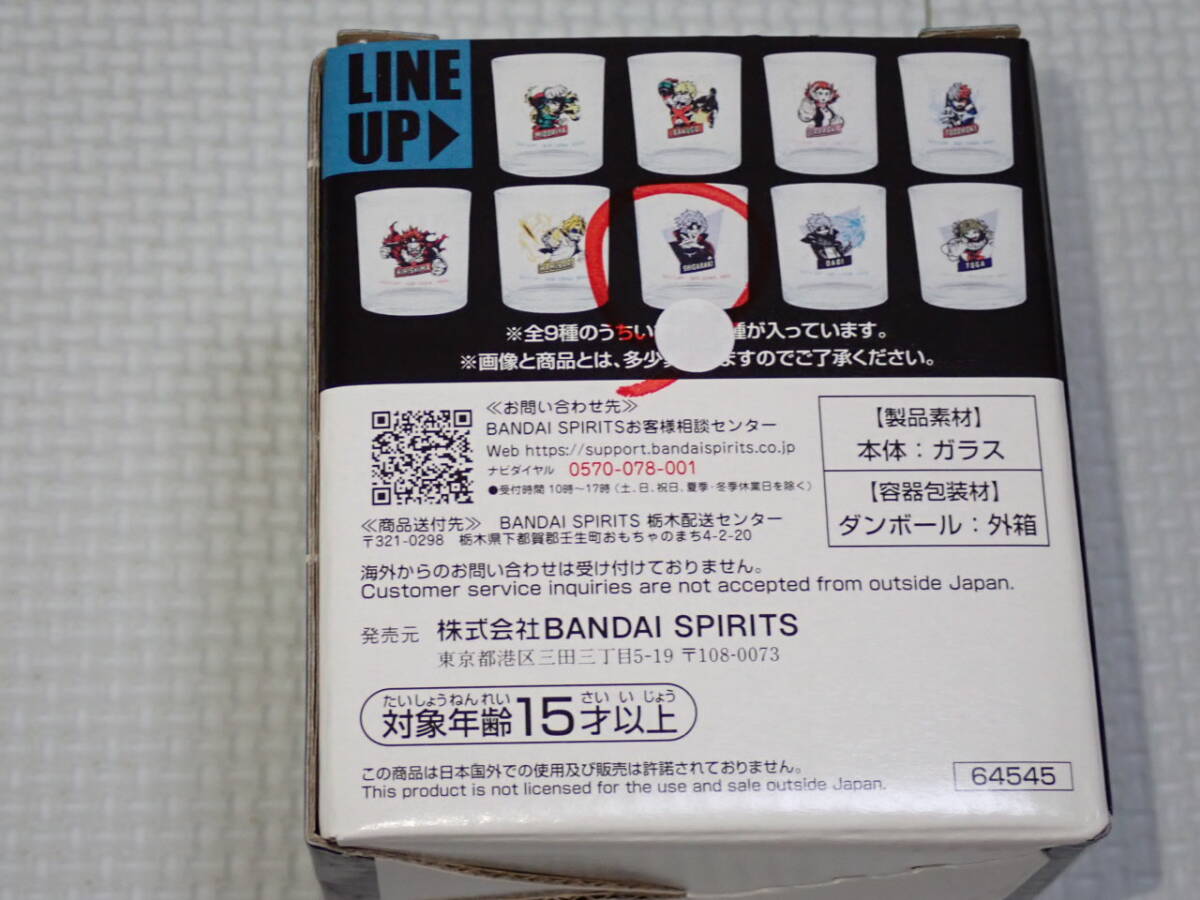 LINE
UP▶
MIDORIYA
BAKUGO
URARAKA
TODOROKI
KIRISHIMA
KAMINARI
SHIGARAKI
DABI
TOGA
※全9種のうちい 種が入っています。
※画像と商品とは、多少 ますのでご了承ください。
≪お問い合わせ先≫
BANDAI SPIRITSお客様相談センター
Web https://support.bandaispirits.co.jp
ナビダイヤル 0570-078-001
●受付時間 10時～17時（土、日、祝日、夏季・冬季休業日を除く）
≪商品送付先≫ BANDAI SPIRITS 栃木配送センター
〒321-0298 栃木県下都賀郡壬生町おもちゃのまち4-2-20
【製品素材】
本体：ガラス
【容器包装材】
ダンボール：外箱
海外からのお問い合わせは受け付けておりません。
Customer service inquiries are not accepted from outside Japan.
発売元 株式会社BANDAI SPIRITS
東京都港区三田三丁目5-19 〒108-0073
たいしょうねんれい さい いじょう
対象年齢15才以上
この商品は日本国外での使用及び販売は許諾されておりません。
This product is not licensed for the use and sale outside Japan.
64545